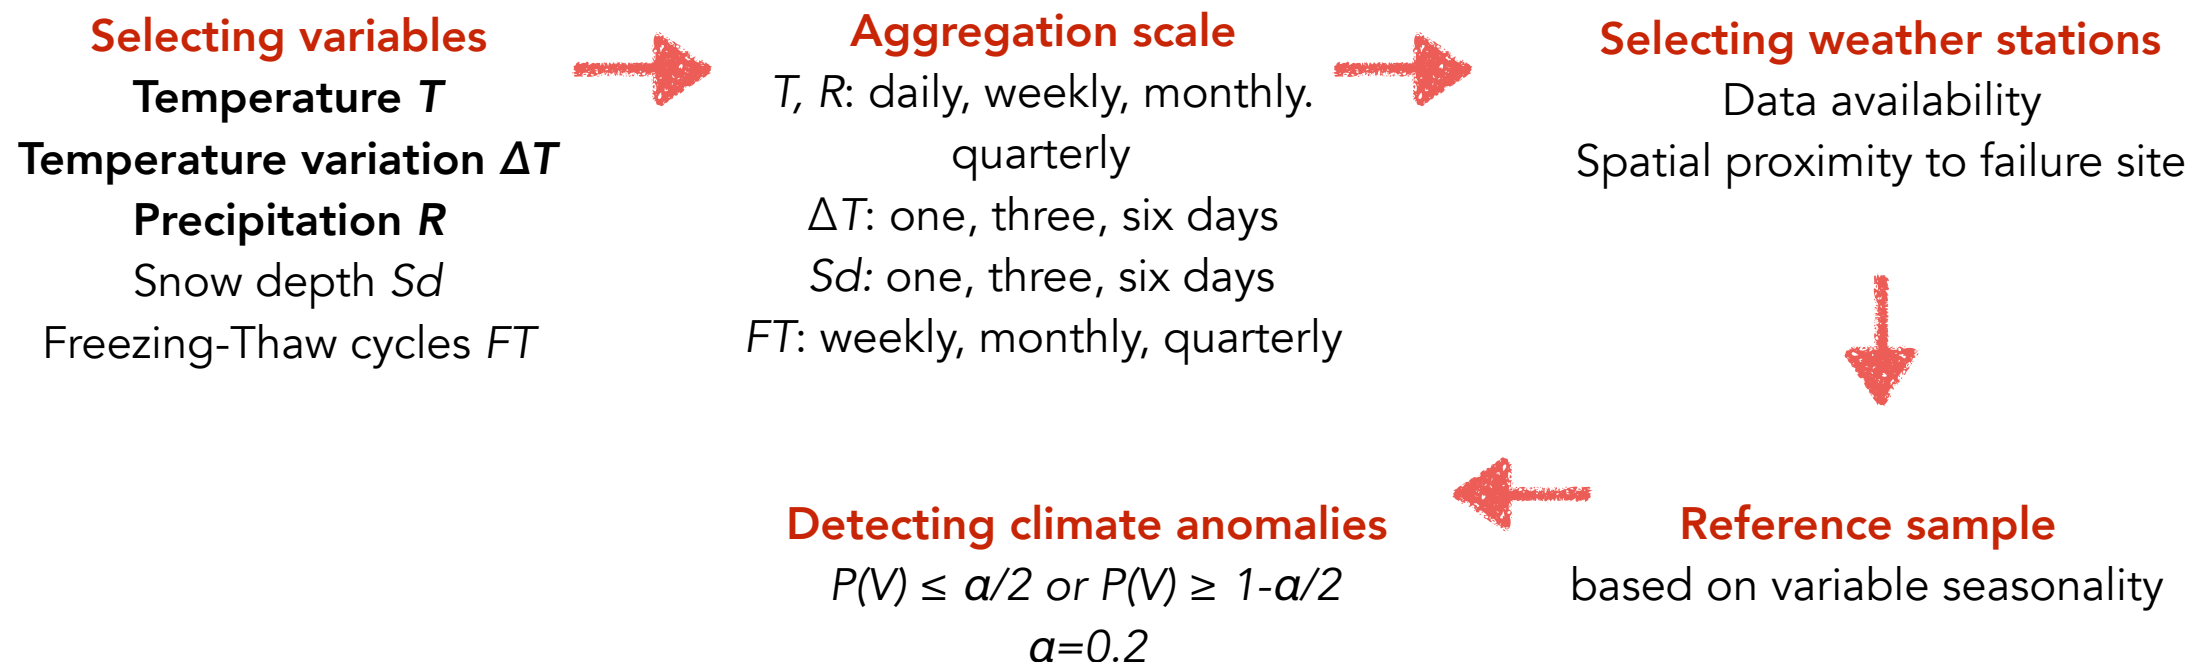 Selecting variables
Temperature T
Temperature variation ΔT
Precipitation R
Snow depth Sd
Freezing-Thaw cycles FT
Aggregation scale
T, R: daily, weekly, monthly.
quarterly
ΔT: one, three, six days
Sd: one, three, six days
FT: weekly, monthly, quarterly
Selecting weather stations
Data availability
Spatial proximity to failure site
Reference sample
based on variable seasonality
Detecting climate anomalies
P(V) ≤ α/2 or P(V) ≥ 1-α/2
α=0.2